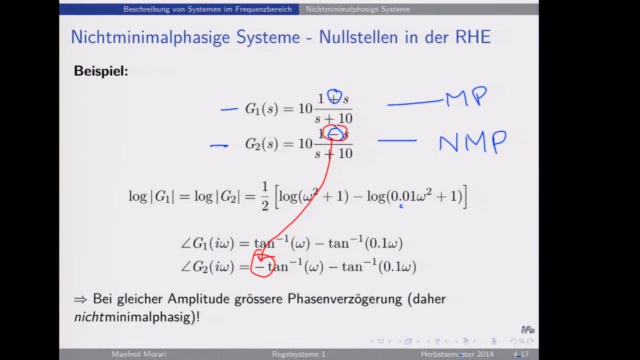 Beschreibung von Systemen im Frequenzbereich Nichtminimalphasige Systeme
Nichtminimalphasige Systeme - Nullstellen in der RHE
Beispiel:
G₁(s) = 10 (1 + s)/(s + 10) MP
G₂(s) = 10 (1 − s)/(s + 10) NMP
log|G₁| = log|G₂| = 1/2 [log(ω² + 1) − log(0.01ω² + 1)]
∠G₁(iω) = tan⁻¹(ω) − tan⁻¹(0.1ω)
∠G₂(iω) = −tan⁻¹(ω) − tan⁻¹(0.1ω)
⇒ Bei gleicher Amplitude grössere Phasenverzögerung (daher
nichtminimalphasig)!
Manfred Morari Regelsysteme 1 Herbstsemester 2014 -17